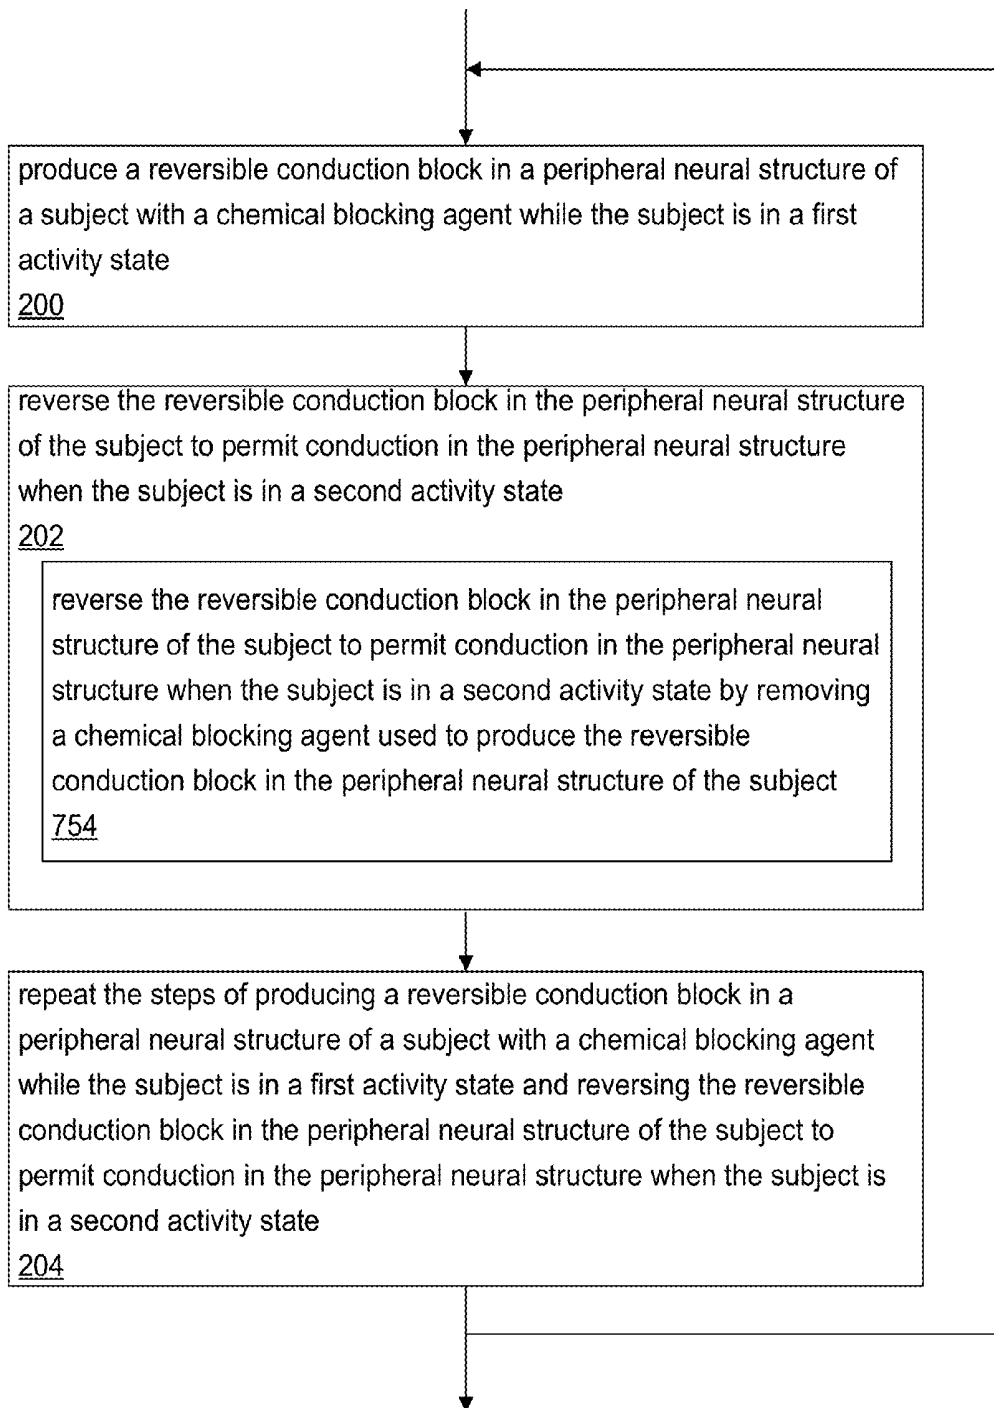 produce a reversible conduction block in a peripheral neural structure of
a subject with a chemical blocking agent while the subject is in a first
activity state
200
reverse the reversible conduction block in the peripheral neural structure
of the subject to permit conduction in the peripheral neural structure
when the subject is in a second activity state
202
reverse the reversible conduction block in the peripheral neural
structure of the subject to permit conduction in the peripheral neural
structure when the subject is in a second activity state by removing
a chemical blocking agent used to produce the reversible
conduction block in the peripheral neural structure of the subject
754
repeat the steps of producing a reversible conduction block in a
peripheral neural structure of a subject with a chemical blocking agent
while the subject is in a first activity state and reversing the reversible
conduction block in the peripheral neural structure of the subject to
permit conduction in the peripheral neural structure when the subject is
in a second activity state
204